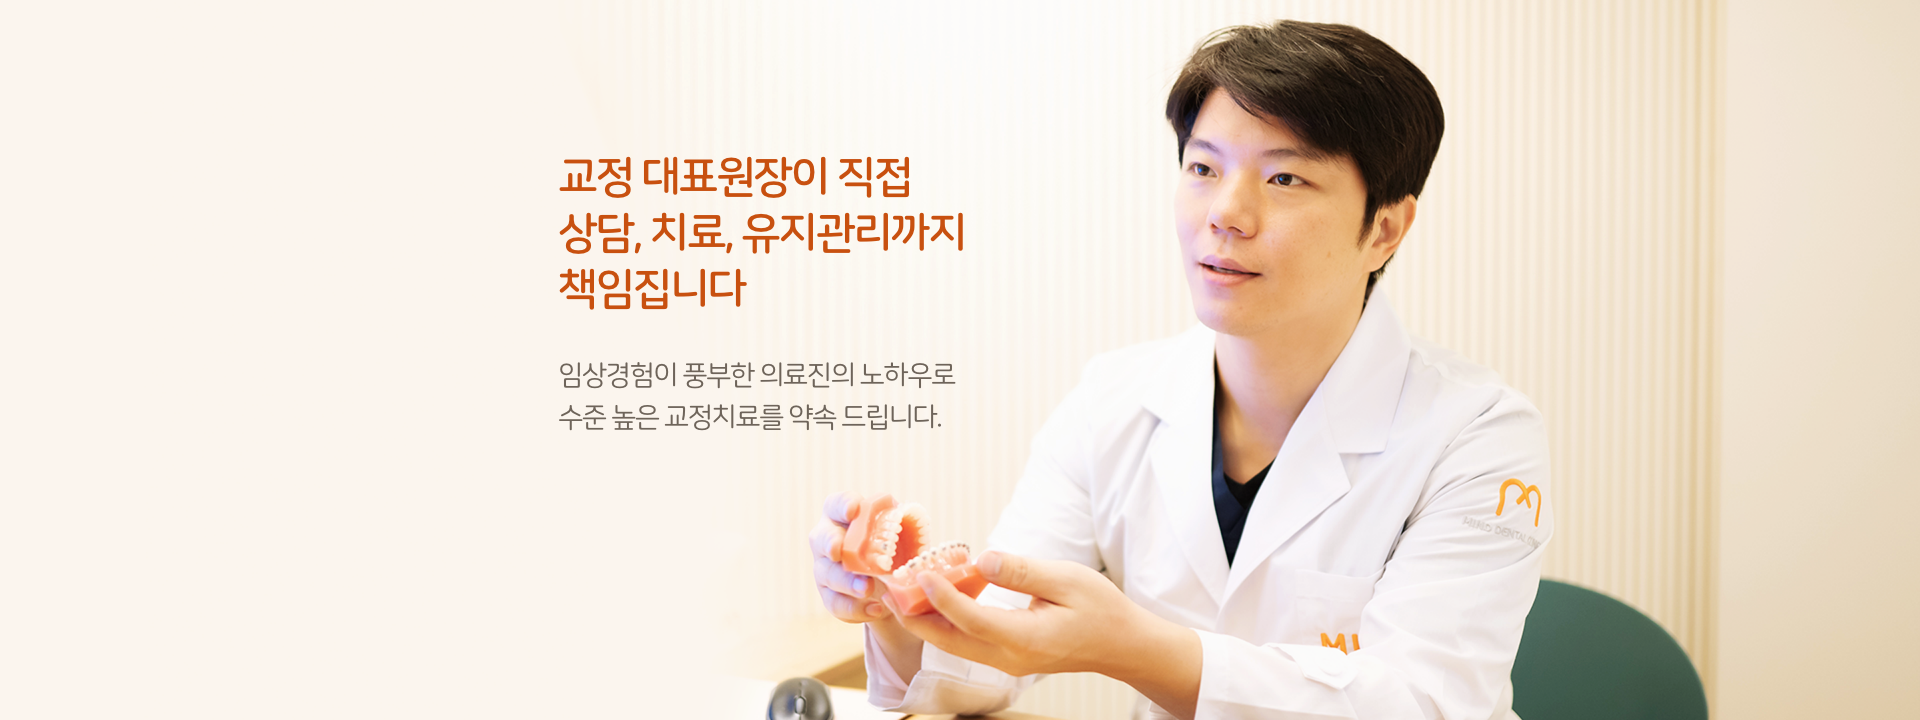 교정 대표원장이 직접
상담, 치료, 유지관리까지
책임집니다
임상경험이 풍부한 의료진의 노하우로
수준 높은 교정치료를 약속 드립니다.